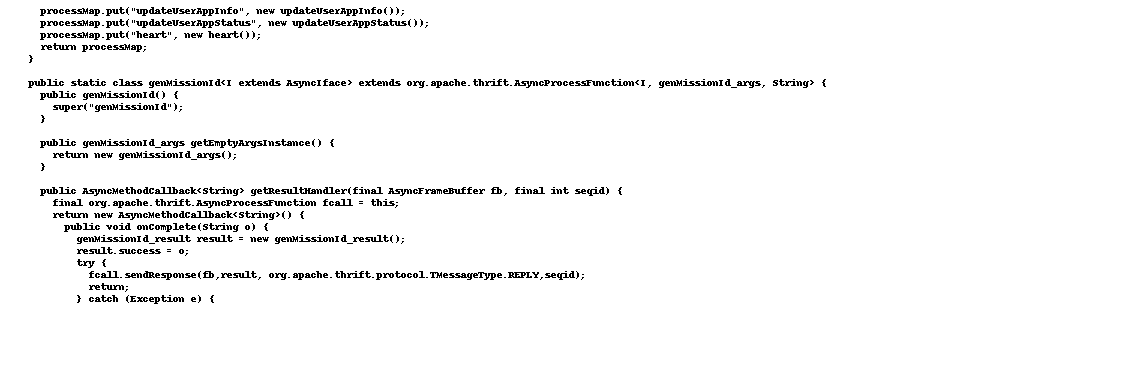 processMap.put("updateUserAppInfo", new updateUserAppInfo());
processMap.put("updateUserAppStatus", new updateUserAppStatus());
processMap.put("heart", new heart());
return processMap;
}
public static class genMissionId<I extends AsyncIface> extends org.apache.thrift.AsyncProcessFunction<I, genMissionId_args, String> {
public genMissionId() {
super("genMissionId");
}
public genMissionId_args getEmptyArgsInstance() {
return new genMissionId_args();
}
public AsyncMethodCallback<String> getResultHandler(final AsyncFrameBuffer fb, final int seqid) {
final org.apache.thrift.AsyncProcessFunction fcall = this;
return new AsyncMethodCallback<String>() {
public void onComplete(String o) {
genMissionId_result result = new genMissionId_result();
result.success = o;
try {
fcall.sendResponse(fb,result, org.apache.thrift.protocol.TMessageType.REPLY,seqid);
return;
} catch (Exception e) {